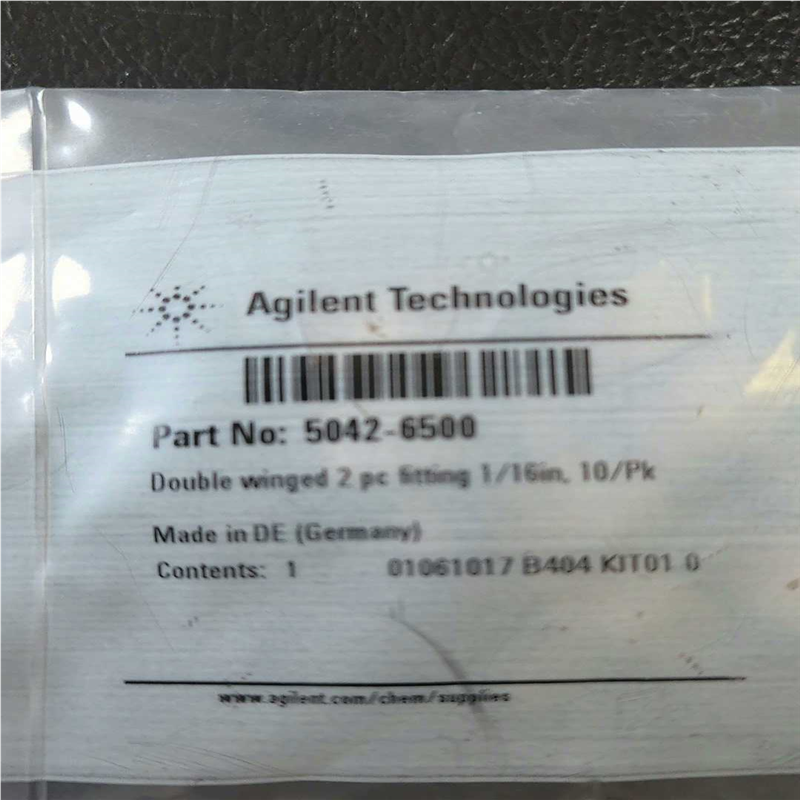 Agilent Technologies
Part No: 5042-6500
Double winged 2 pc fitting 1/16in, 10/Pk
Made in DE (Germany)
Contents: 1 01061017 B404 KIT01 0
www.agilent.com/chem/supplies